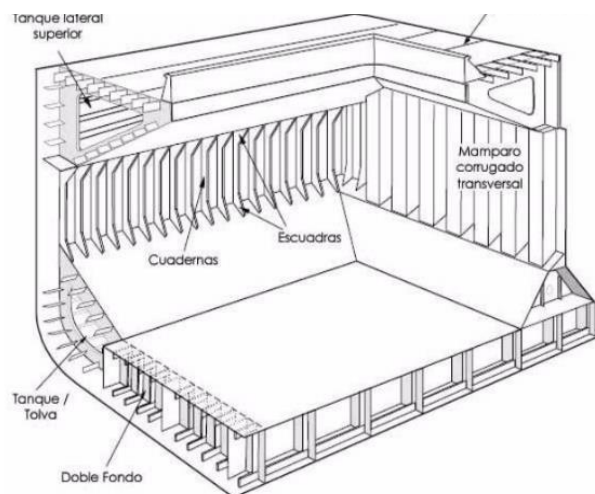 Tanque lateral
superior
Mamparo
corrugado
transversal
Escuadras
Cuadernas
Tanque /
Tolva
Doble Fondo